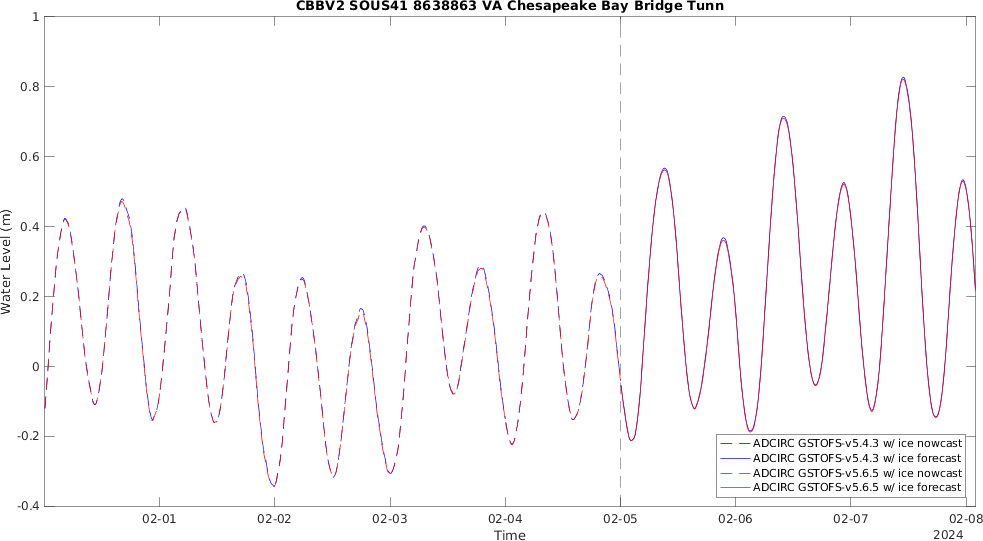 CBBV2 SOUS41 8638863 VA Chesapeake Bay Bridge Tunn
1
0.8
0.6
0.4
0.2
0
-0.2
-0.4
Water Level (m)
ADCIRC GSTOFS-v5.4.3 w/ ice nowcast
ADCIRC GSTOFS-v5.4.3 w/ ice forecast
ADCIRC GSTOFS-v5.6.5 w/ ice nowcast
ADCIRC GSTOFS-v5.6.5 w/ ice forecast
02-01 02-02 02-03 02-04 02-05 02-06 02-07 02-08
Time 2024